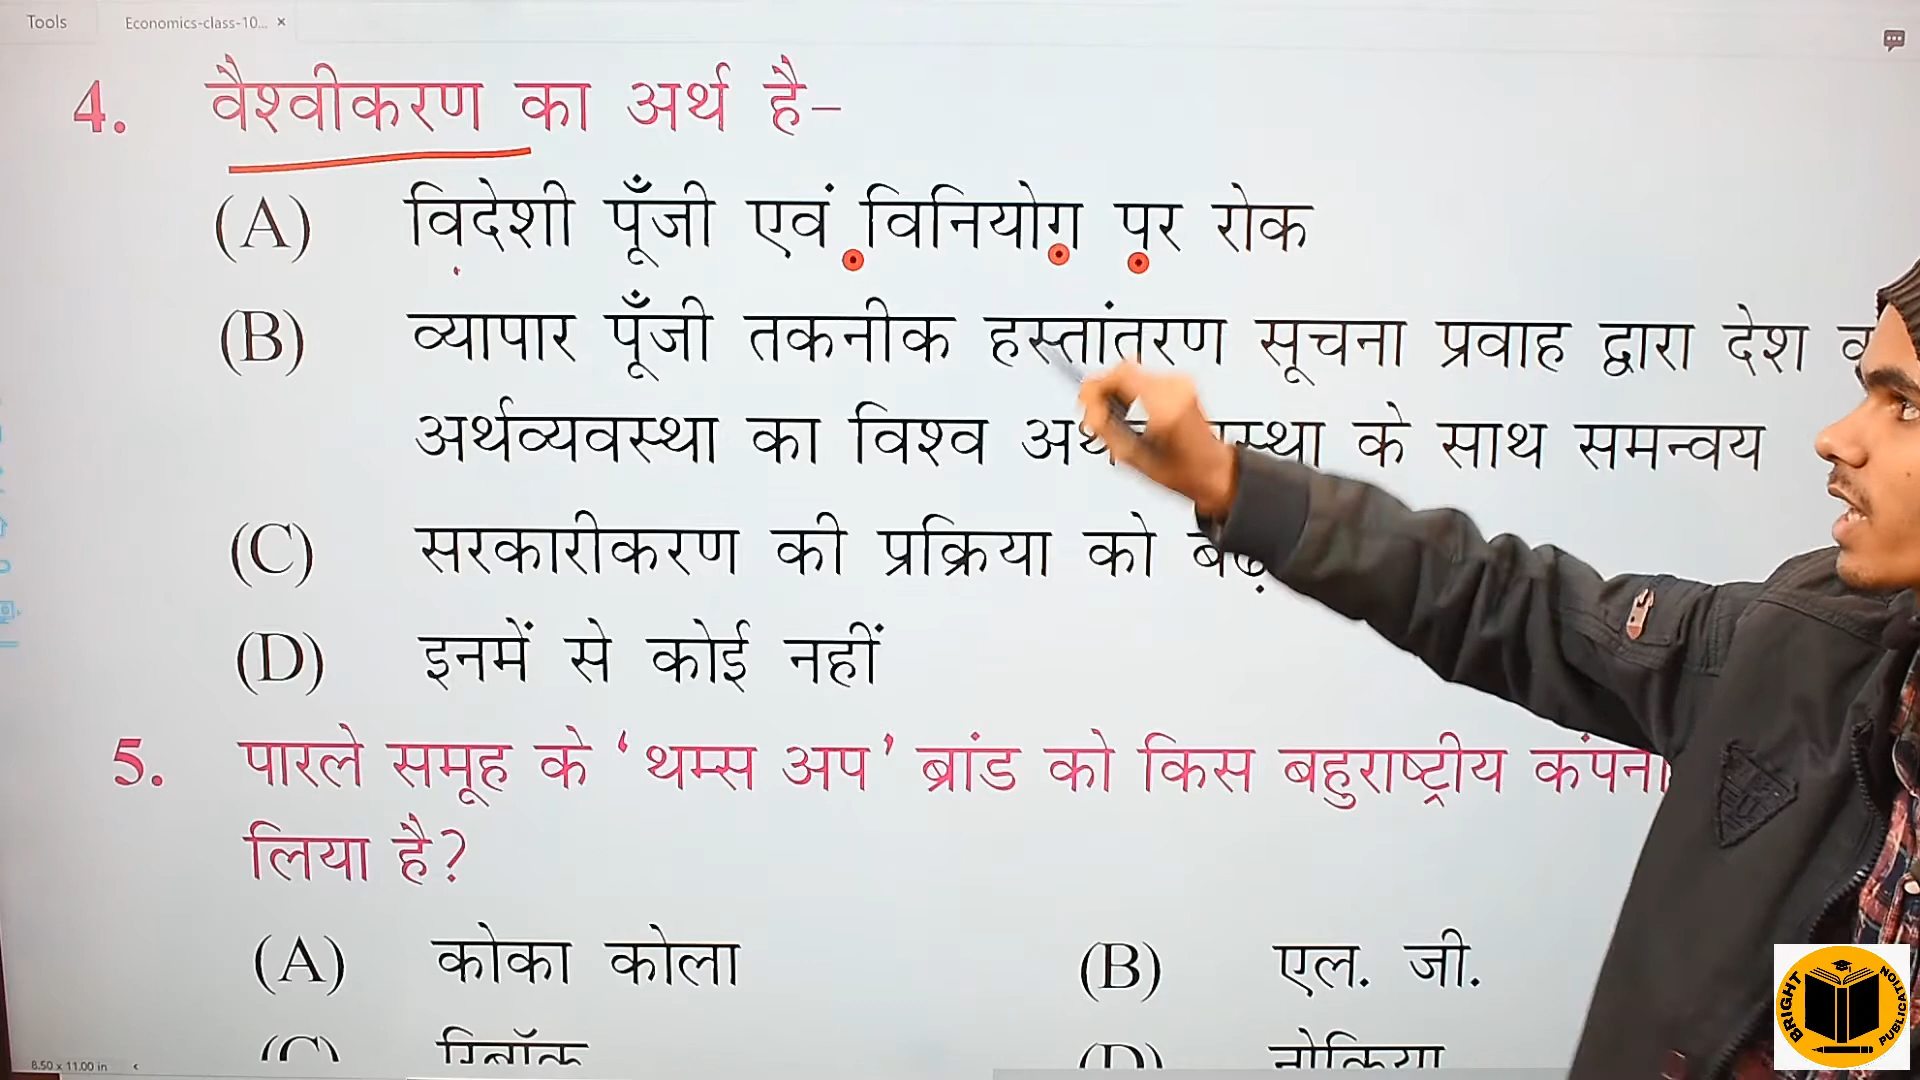 Tools
Economics-class-10... ×
4. वैश्वीकरण का अर्थ है-
(A) विदेशी पूँजी एवं विनियोग पर रोक
(B) व्यापार पूँजी तकनीक हस्तांतरण सूचना प्रवाह द्वारा देश
अर्थव्यवस्था का विश्व के साथ समन्वय
(C) सरकारीकरण की प्रक्रिया को
(D) इनमें से कोई नहीं
5. पारले समूह के ‘थम्स अप’ ब्रांड को किस बहुराष्ट्रीय
लिया है?
(A) कोका कोला (B) एल. जी.
(C) (D)
8.50 x 11.00 in
BRIGHT PUBLICATION